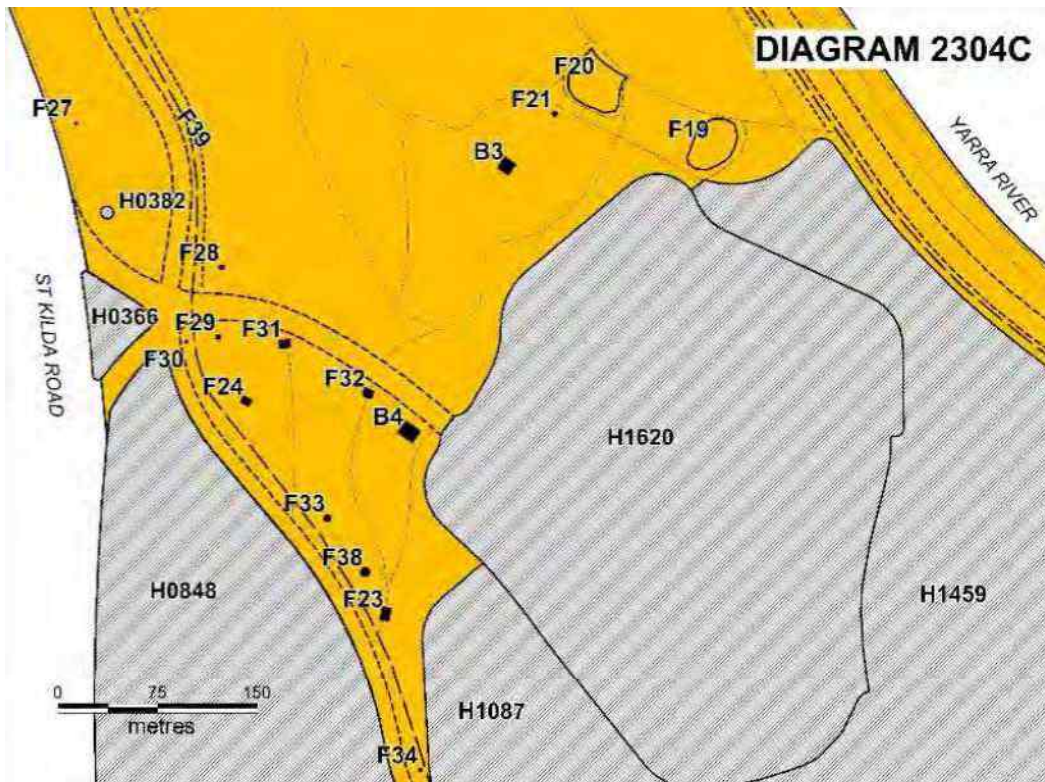 DIAGRAM 2304C
F20
F27
F21
F39
F19
B3
YARRA RIVER
H0382
F28
ST KILDA ROAD
H0366
F29
F31
F30
F32
F24
B4
H1620
F33
F38
H0848
F23
H1459
0 75 150
metres
H1087
F34